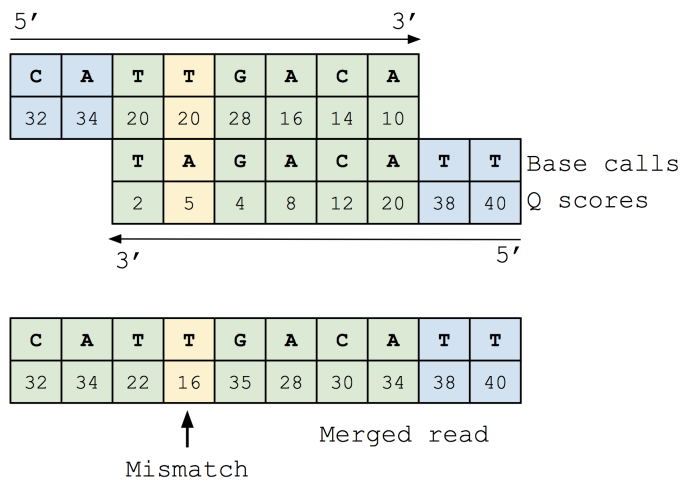 5′ 3′
C A T T G A C A
32 34 20 20 28 16 14 10
T A G A C A T T Base calls
2 5 4 8 12 20 38 40 Q scores
3′ 5′
C A T T G A C A T T
32 34 22 16 35 28 30 34 38 40
Merged read
Mismatch